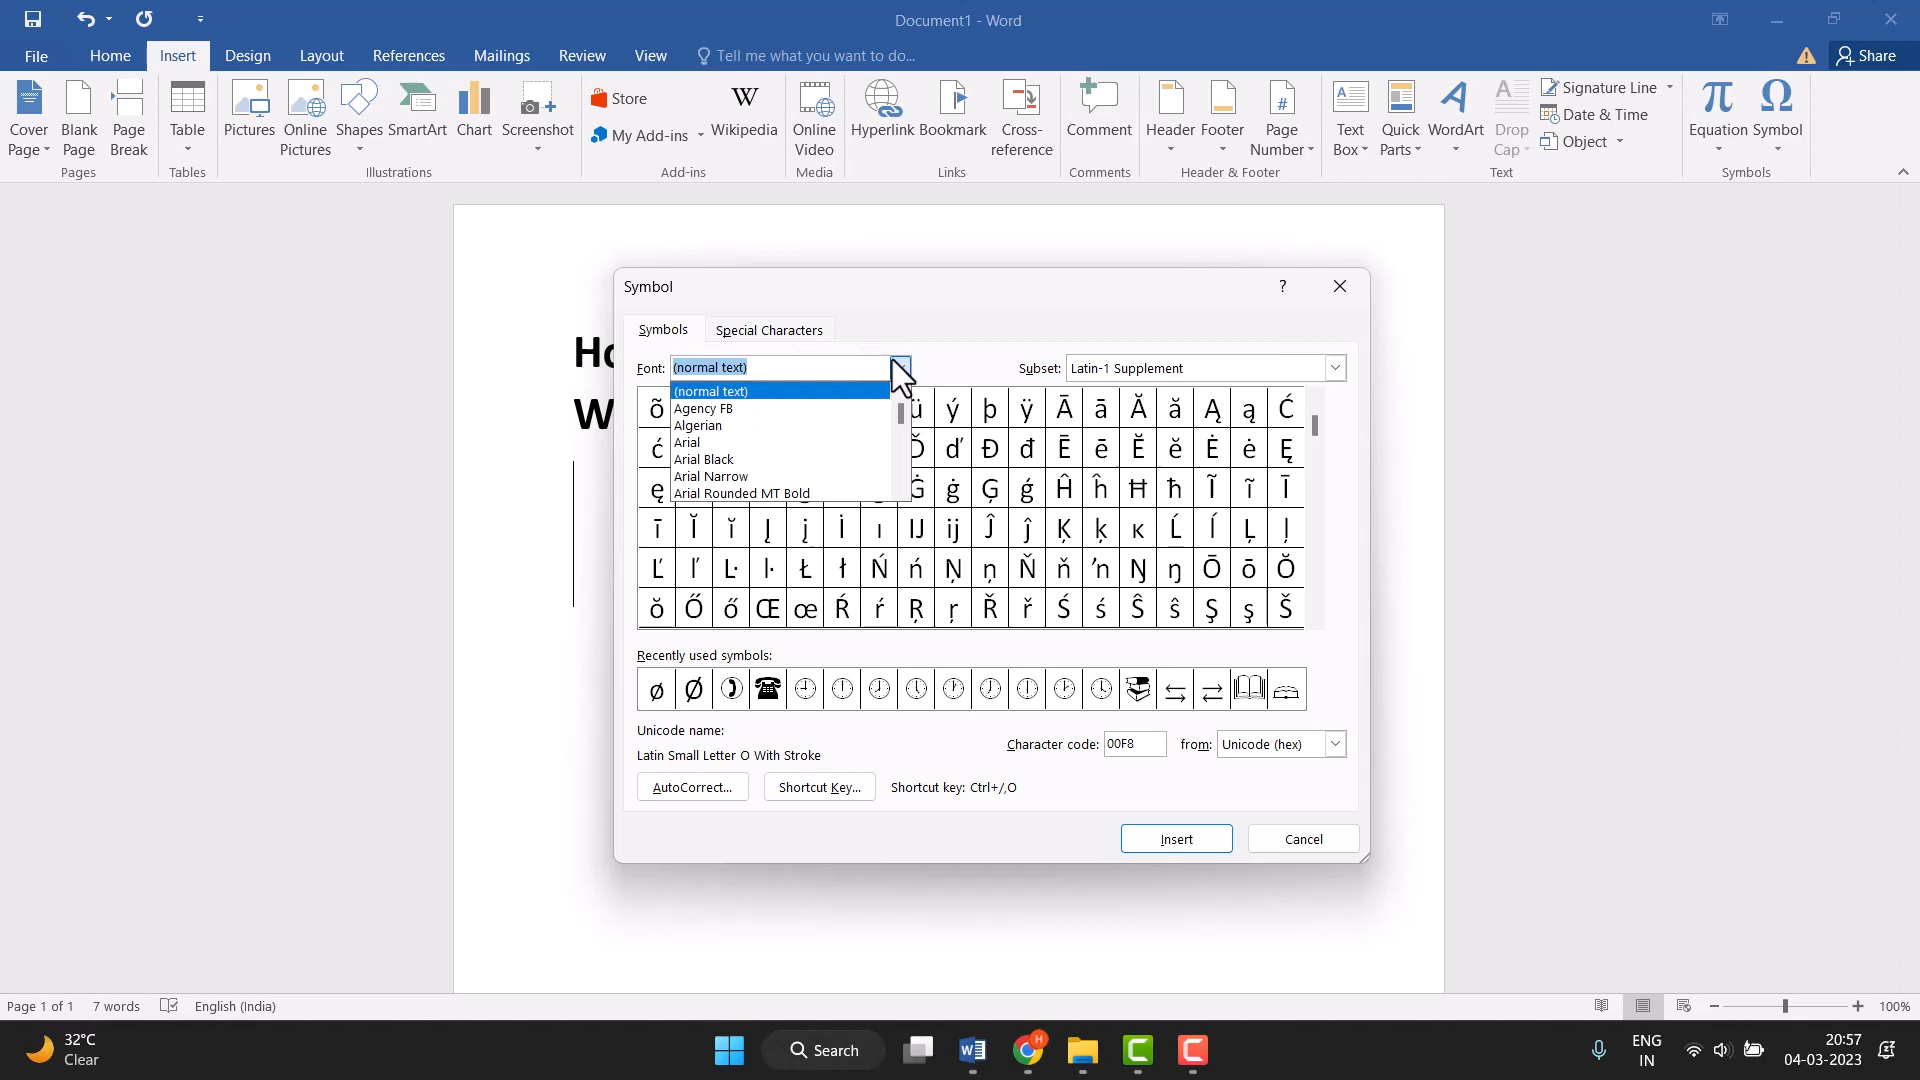 Document1 - Word
File Home Insert Design Layout References Mailings Review View Tell me what you want to do... Share
Cover Page Blank Page Page Break Table Pictures Online Pictures Shapes SmartArt Chart Screenshot Store My Add-ins Wikipedia Online Video Hyperlink Bookmark Cross-reference Comment Header Footer Page Number Text Box Quick Parts WordArt Drop Cap Signature Line Date & Time Object Equation Symbol
Pages Tables Illustrations Add-ins Media Links Comments Header & Footer Text Symbols
Ho
W
Symbol ?
Symbols Special Characters
Font: (normal text) Subset: Latin-1 Supplement
(normal text)
Agency FB
Algerian
Arial
Arial Black
Arial Narrow
Arial Rounded MT Bold
õ ü ý þ ÿ Ā ā Ă ă Ą ą Ć
ć Ď ď Đ đ Ē ē Ĕ ĕ Ė ė Ę
ę Ġ ġ Ģ ģ Ĥ ĥ Ħ ħ Ĩ ĩ Ī
ī Ĭ ĭ Į į İ ı Ĳ ĳ Ĵ ĵ Ķ ķ ĸ Ĺ ĺ Ļ ļ
Ľ ľ Ŀ ŀ Ł ł Ń ń Ņ ņ Ň ň ŉ Ŋ ŋ Ō ō Ŏ
ŏ Ő ő Œ œ Ŕ ŕ Ŗ ŗ Ř ř Ś ś Ŝ ŝ Ş ş Š
Recently used symbols:
ø Ø
Unicode name:
Latin Small Letter O With Stroke
Character code: 00F8 from: Unicode (hex)
AutoCorrect... Shortcut Key... Shortcut key: Ctrl+/,O
Insert Cancel
Page 1 of 1 7 words English (India) 100%
32°C
Clear
Search
ENG
IN
20:57
04-03-2023